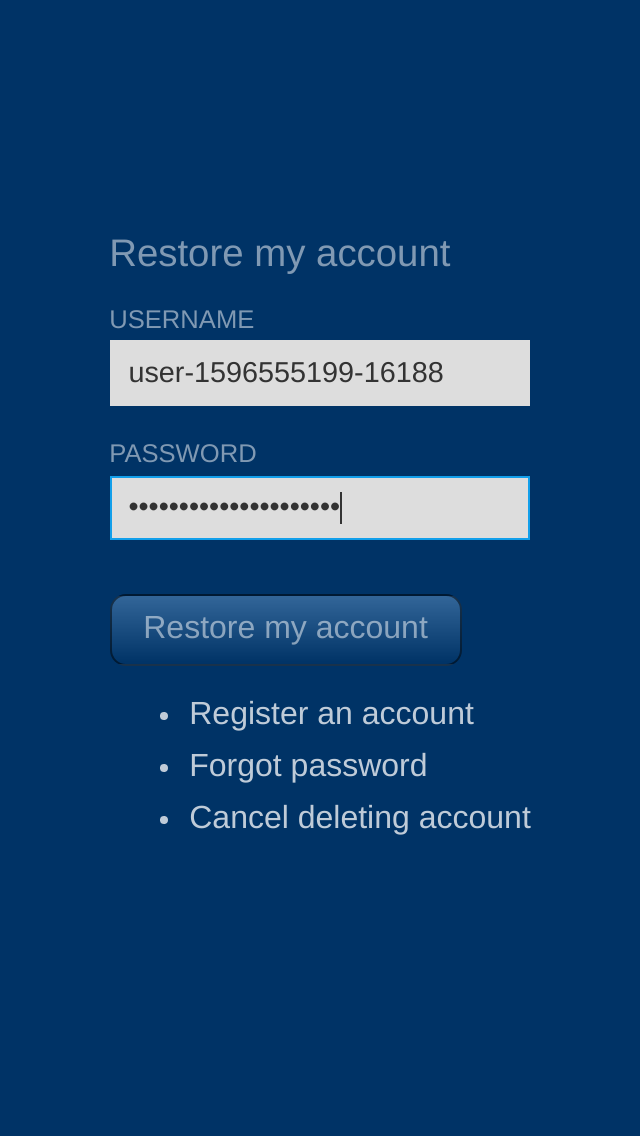 Restore my account
USERNAME
user-1596555199-16188
PASSWORD
•••••••••••••••••••••
Restore my account
• Register an account
• Forgot password
• Cancel deleting account